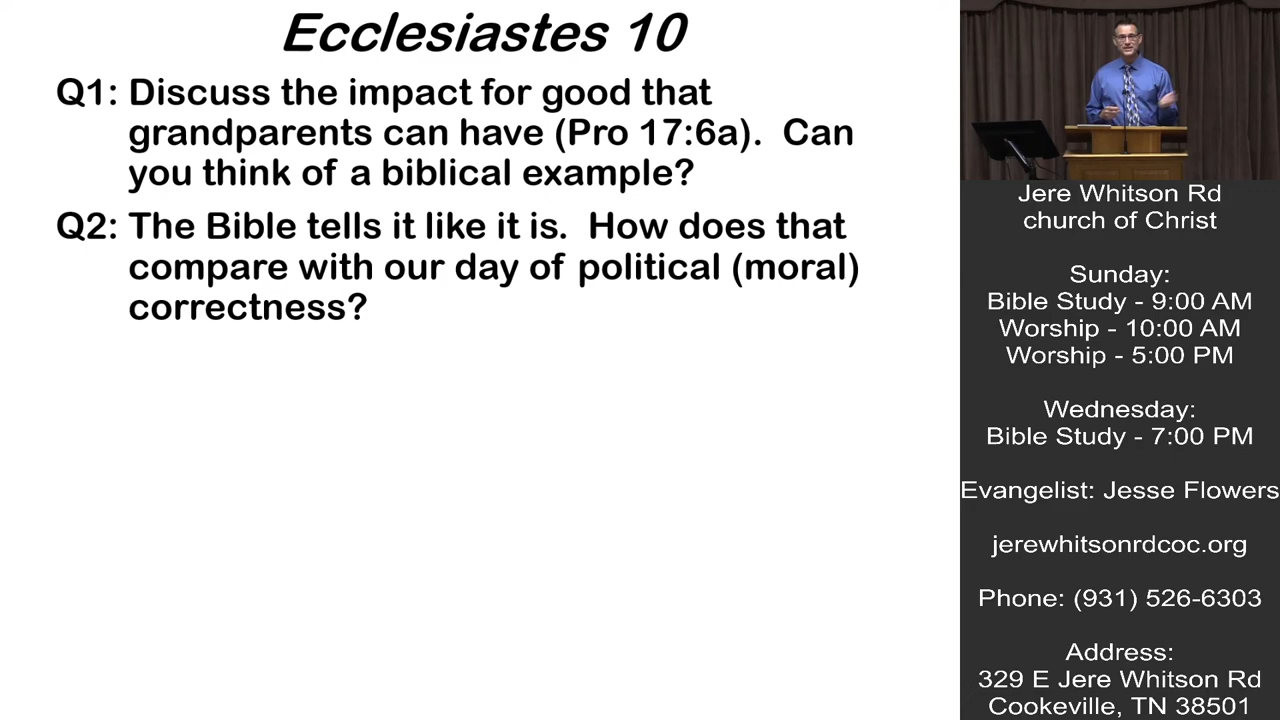 Ecclesiastes 10
Q1: Discuss the impact for good that
grandparents can have (Pro 17:6a). Can
you think of a biblical example?
Q2: The Bible tells it like it is. How does that
compare with our day of political (moral)
correctness?
Jere Whitson Rd
church of Christ
Sunday:
Bible Study - 9:00 AM
Worship - 10:00 AM
Worship - 5:00 PM
Wednesday:
Bible Study - 7:00 PM
Evangelist: Jesse Flowers
jerewhitsonrdcoc.org
Phone: (931) 526-6303
Address:
329 E Jere Whitson Rd
Cookeville, TN 38501